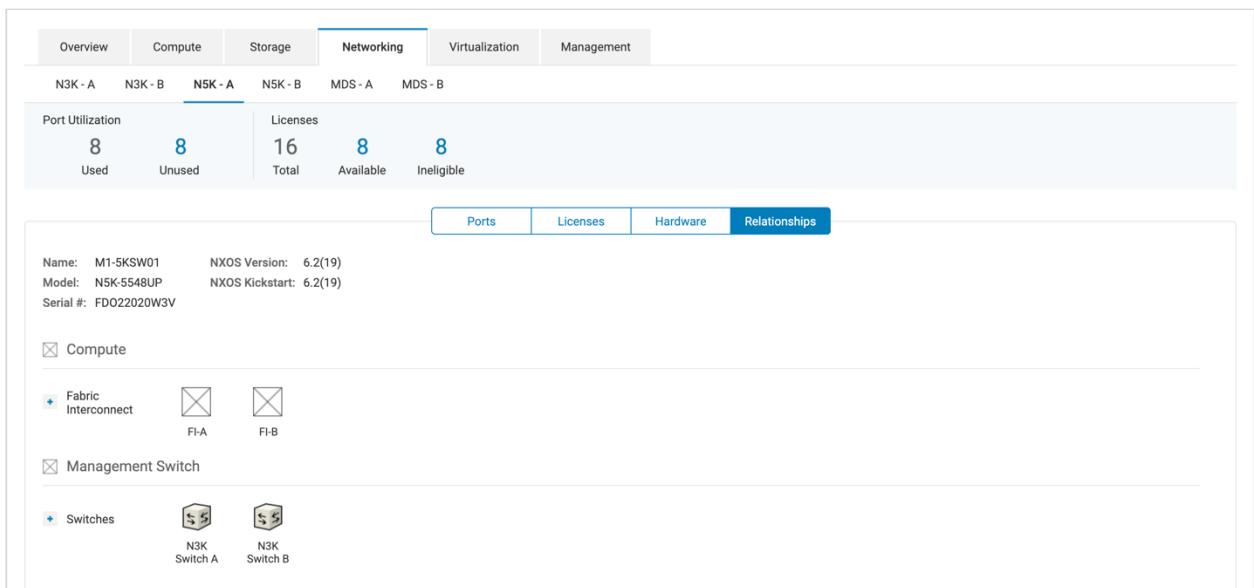 Overview Compute Storage Networking Virtualization Management
N3K - A N3K - B N5K - A N5K - B MDS - A MDS - B
Port Utilization Licenses
8 8 16 8 8
Used Unused Total Available Ineligible
Ports Licenses Hardware Relationships
Name: M1-5KSW01 NXOS Version: 6.2(19)
Model: N5K-5548UP NXOS Kickstart: 6.2(19)
Serial #: FDO22020W3V
Compute
Fabric
Interconnect
FI-A FI-B
Management Switch
Switches
N3K N3K
Switch A Switch B